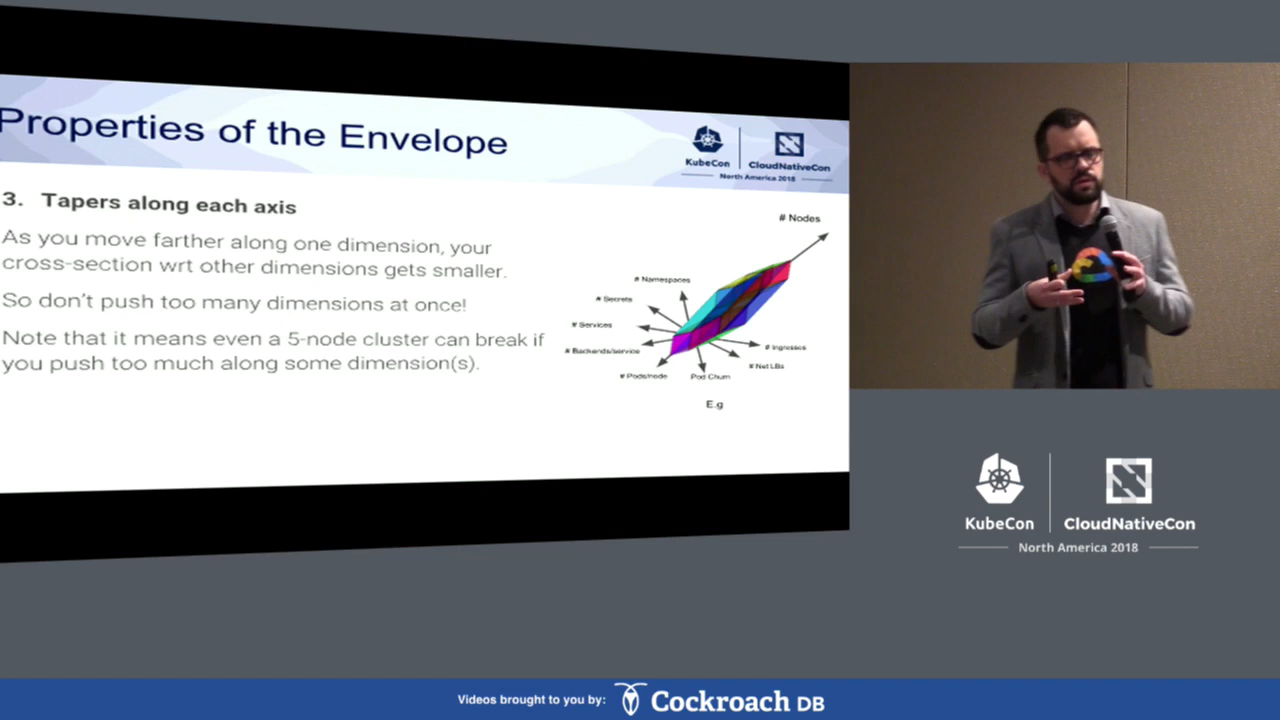 Properties of the Envelope
KubeCon
CloudNativeCon
North America 2018
3. Tapers along each axis
As you move farther along one dimension, your
cross-section wrt other dimensions gets smaller.
So don't push too many dimensions at once!
Note that it means even a 5-node cluster can break if
you push too much along some dimension(s).
# Nodes
# Namespaces
# Secrets
# Services
# Backends/service
# Pods/node
Pod Churn
# Net LBs
# Ingresses
E.g
KubeCon
CloudNativeCon
North America 2018
Videos brought to you by:
Cockroach DB